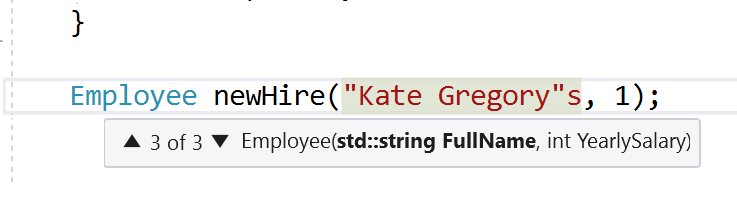 }
Employee newHire("Kate Gregory"s, 1);
▲ 3 of 3 ▼ Employee(std::string FullName, int YearlySalary)